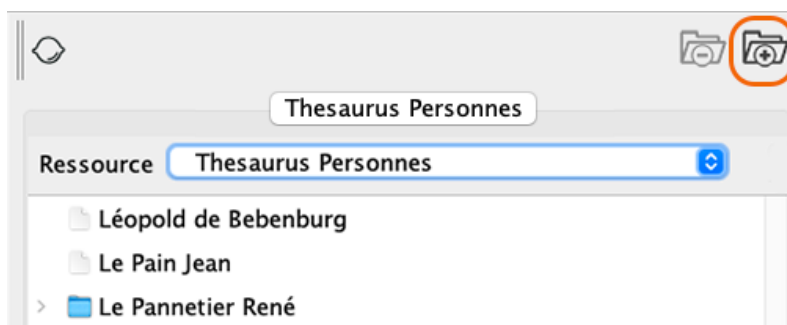 Thesaurus Personnes
Ressource Thesaurus Personnes
Léopold de Bebenburg
Le Pain Jean
Le Pannetier René